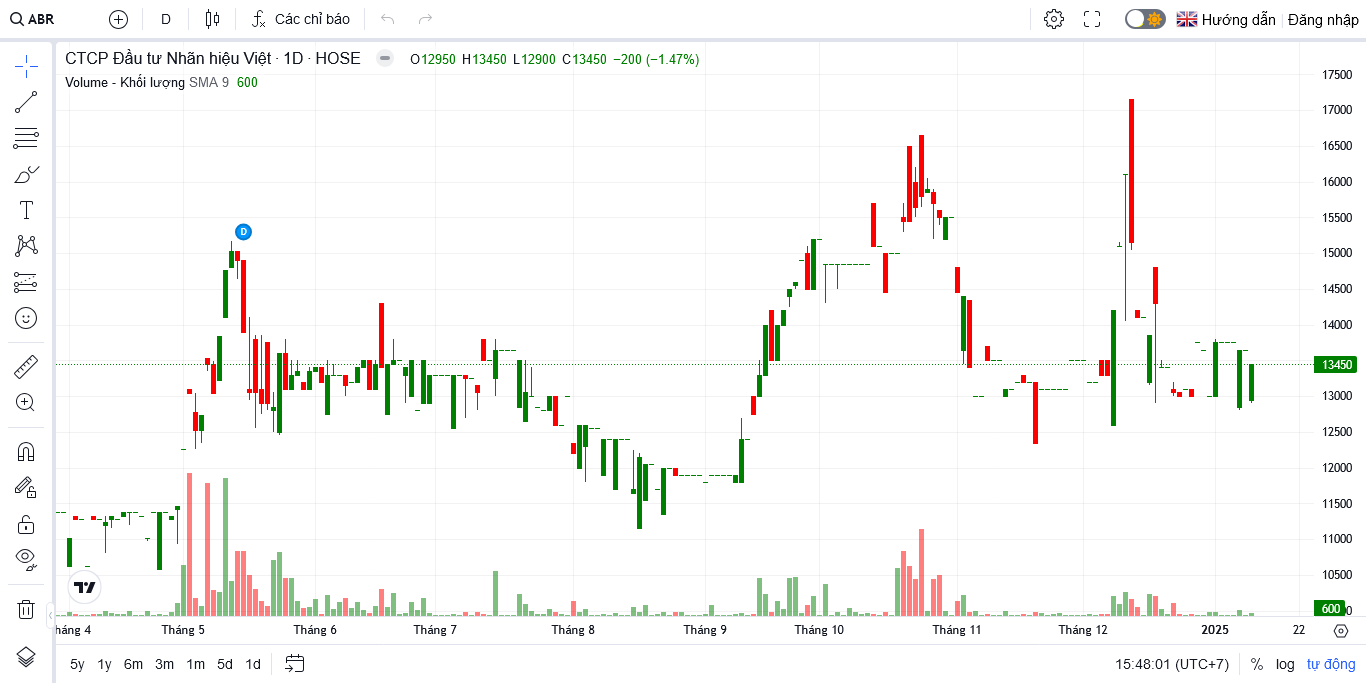 ABR D Các chỉ báo Hướng dẫn Đăng nhập
CTCP Đầu tư Nhãn hiệu Việt · 1D · HOSE O12950 H13450 L12900 C13450 −200 (−1.47%)
Volume - Khối lượng SMA 9 600
D
17500
17000
16500
16000
15500
15000
14500
14000
13450
13000
12500
12000
11500
11000
10500
600
háng 4 Tháng 5 Tháng 6 Tháng 7 Tháng 8 Tháng 9 Tháng 10 Tháng 11 Tháng 12 2025 22
5y 1y 6m 3m 1m 5d 1d 15:48:01 (UTC+7) % log tự động